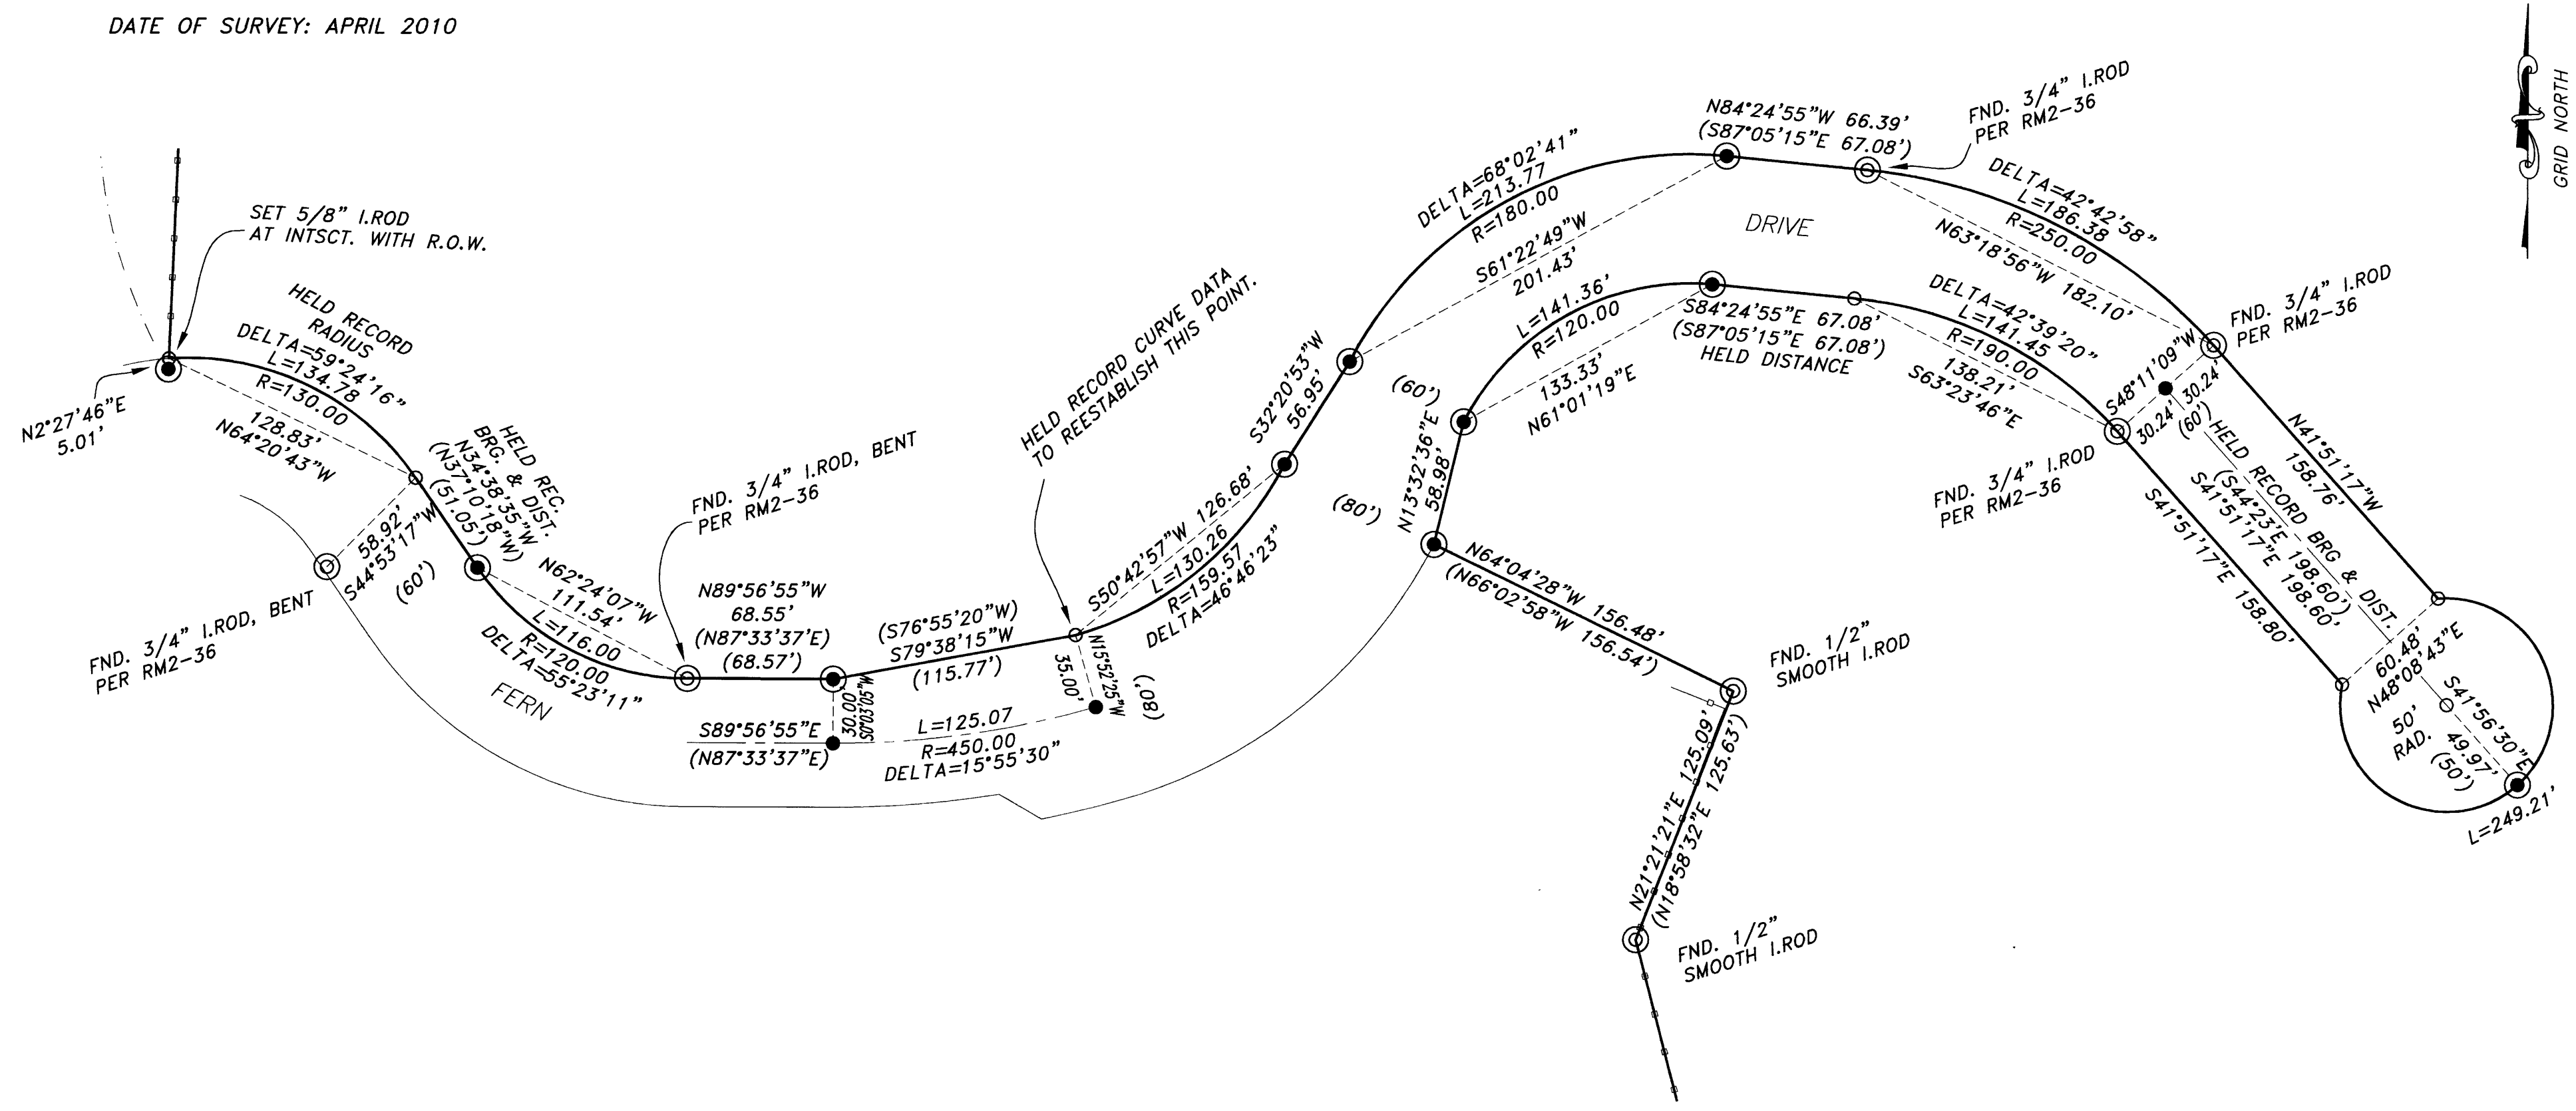 DATE OF SURVEY: APRIL 2010
GRID NORTH
SET 5/8" I.ROD
AT INTSCT. WITH R.O.W.
N2°27'46"E
5.01'
HELD RECORD
RADIUS
DELTA=59°24'16"
L=134.78
R=130.00
128.83'
N64°20'43"W
HELD REC.
BRG. & DIST.
N34°38'35"W
(N37°10'18"W)
(51.05')
58.92'
S44°53'17"W
(60')
FND. 3/4" I.ROD, BENT
PER RM2-36
N62°24'07"W
111.54'
L=116.00
R=120.00
DELTA=55°23'11"
FERN
FND. 3/4" I.ROD, BENT
PER RM2-36
N89°56'55"W
68.55'
(N87°33'37'E)
(68.57')
(S76°55'20"W)
S79°38'15"W
(115.77')
30.00'
S0°03'05"W
S89°56'55"E
(N87°33'37'E)
L=125.07
R=450.00
DELTA=15°55'30"
N15°52'25"W
35.00'
(80')
HELD RECORD CURVE DATA
TO REESTABLISH THIS POINT.
S50°42'57"W 126.68'
L=130.26
R=159.57
DELTA=46°46'23"
S32°20'53"W
56.95'
DELTA=68°02'41"
L=213.77
R=180.00
S61°22'49"W
201.43'
N84°24'55"W 66.39'
(S87°05'15"E 67.08')
FND. 3/4" I.ROD
PER RM2-36
DRIVE
DELTA=42°42'58"
L=186.38
R=250.00
N63°18'56"W 182.10'
L=141.36'
R=120.00
133.33'
N61°01'19"E
S84°24'55"E 67.08'
(S87°05'15"E 67.08')
HELD DISTANCE
DELTA=42°39'20"
L=141.45
R=190.00
138.21'
S63°23'46"E
(60')
(80')
N13°32'36"E
58.98'
FND. 3/4" I.ROD
PER RM2-36
S48°11'09"W
30.24'
30.24'
(60')
FND. 3/4" I.ROD
PER RM2-36
N41°51'17"W
158.76'
HELD RECORD BRG & DIST.
(S44°23'E 198.60')
S41°51'17"E 198.60'
S41°51'17"E 158.80'
60.48'
N48°08'43"E
S41°56'30"E
49.97'
(50')
50'
RAD.
L=249.21'
N64°04'28"W 156.48'
(N66°02'58"W 156.54')
FND. 1/2"
SMOOTH I.ROD
N21°21'21"E 125.09'
(N18°58'32"E 125.63')
FND. 1/2"
SMOOTH I.ROD